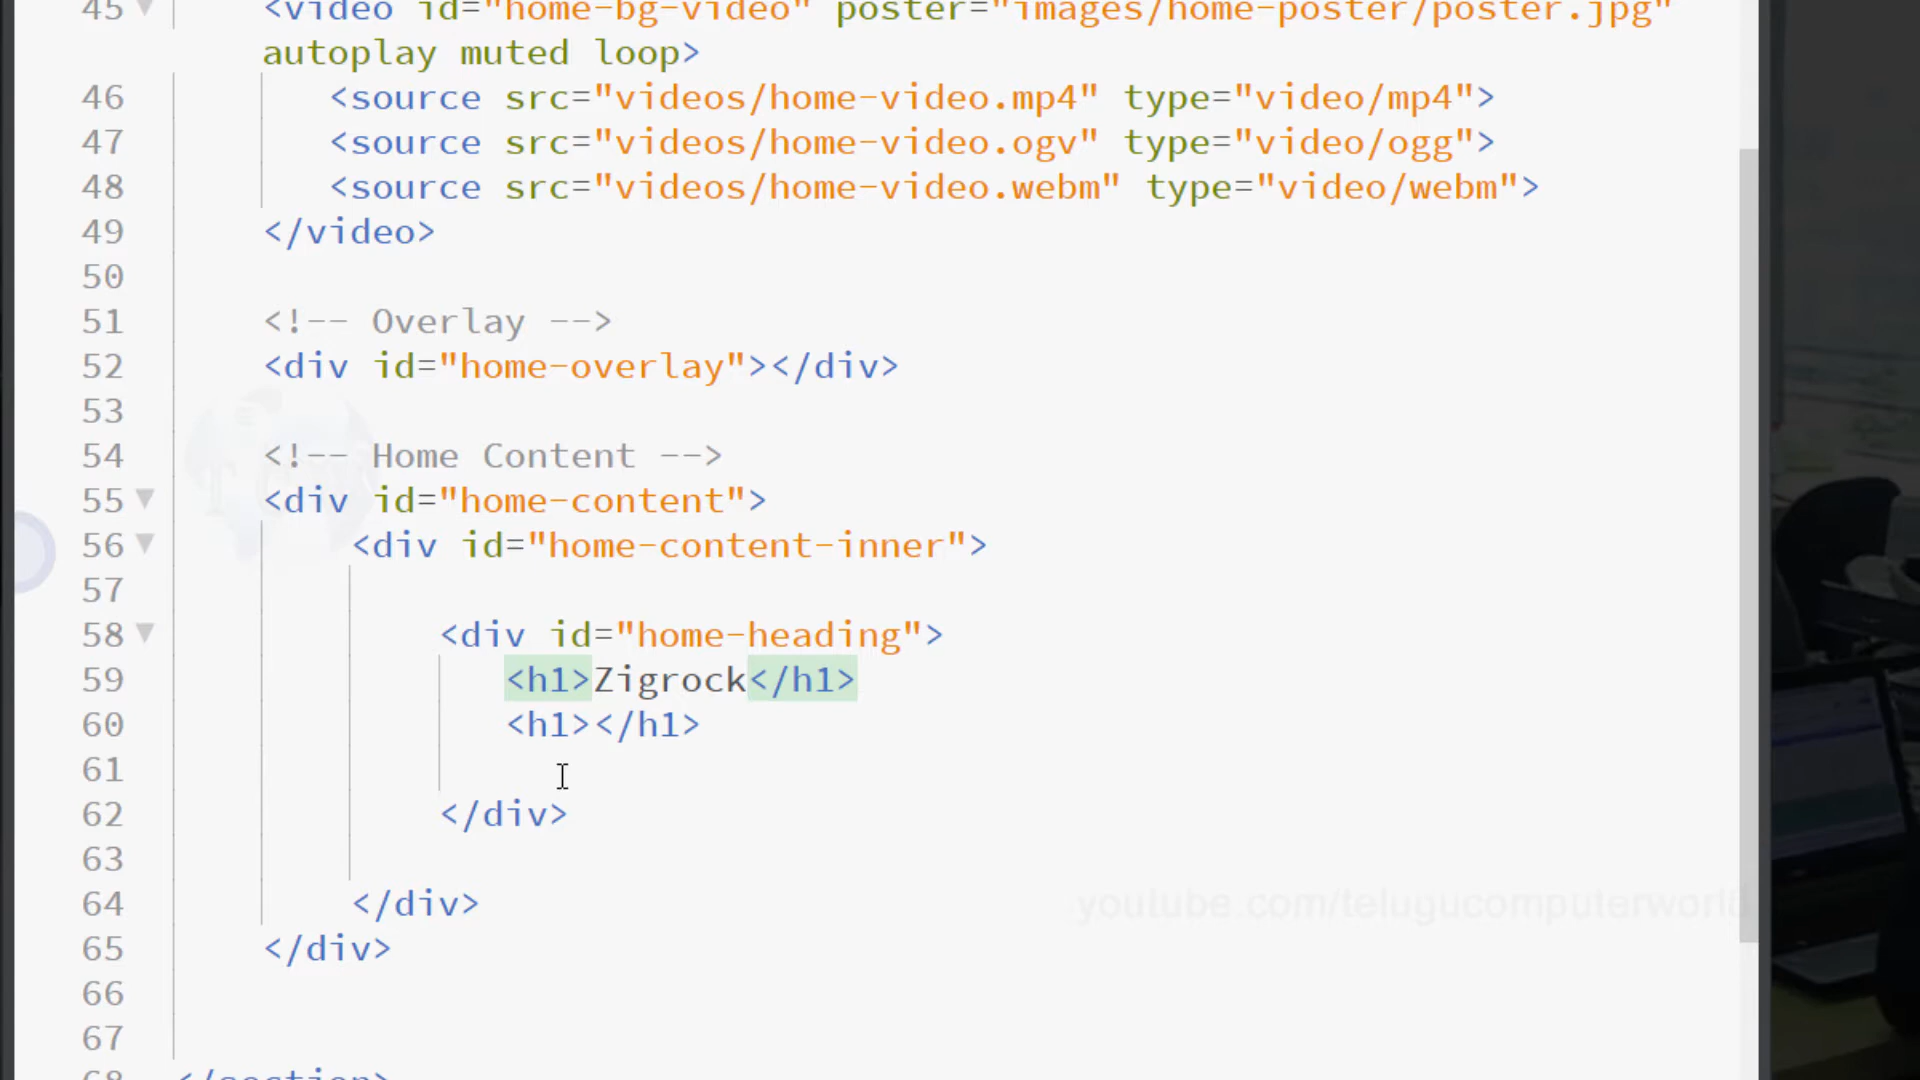 45 <video id="home-bg-video" poster="images/home-poster/poster.jpg"
autoplay muted loop>
46 <source src="videos/home-video.mp4" type="video/mp4">
47 <source src="videos/home-video.ogv" type="video/ogg">
48 <source src="videos/home-video.webm" type="video/webm">
49 </video>
50
51 <!-- Overlay -->
52 <div id="home-overlay"></div>
53
54 <!-- Home Content -->
55 <div id="home-content">
56 <div id="home-content-inner">
57
58 <div id="home-heading">
59 <h1>Zigrock</h1>
60 <h1></h1>
61
62 </div>
63
64 </div>
youtube.com/telugucomputerworld
65 </div>
66
67
68 </section>